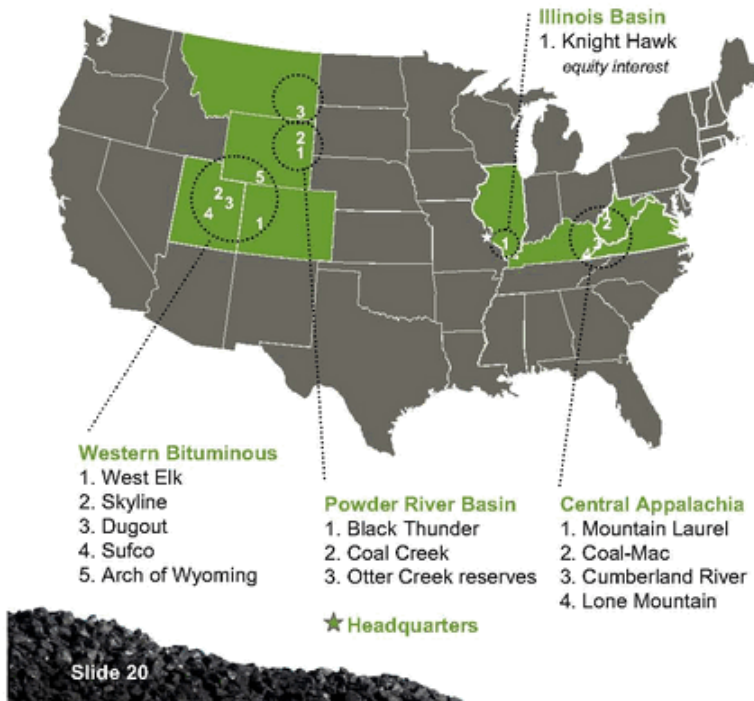 Illinois Basin
1. Knight Hawk
equity interest
3
2
1
5
2
3
4
1
1
2
4
Western Bituminous
1. West Elk
2. Skyline
3. Dugout
4. Sufco
5. Arch of Wyoming
Powder River Basin
1. Black Thunder
2. Coal Creek
3. Otter Creek reserves
Headquarters
Central Appalachia
1. Mountain Laurel
2. Coal-Mac
3. Cumberland River
4. Lone Mountain
Slide 20